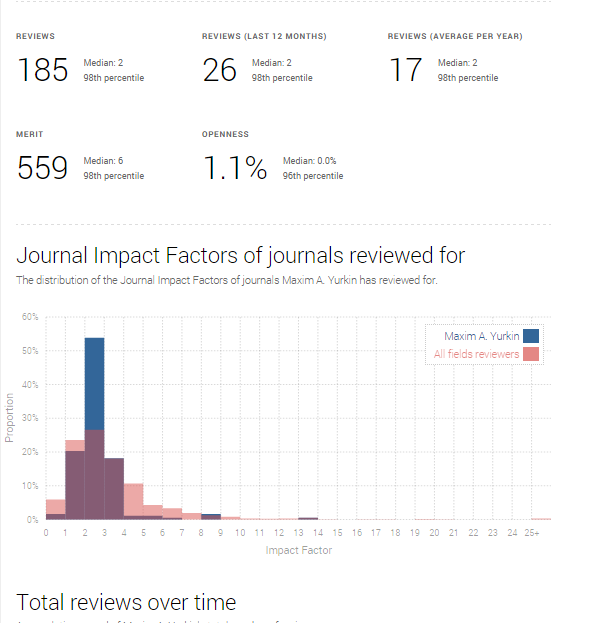 REVIEWS REVIEWS (LAST 12 MONTHS) REVIEWS (AVERAGE PER YEAR)
185 Median: 2 98th percentile 26 Median: 2 98th percentile 17 Median: 2 98th percentile
MERIT OPENNESS
559 Median: 6 98th percentile 1.1% Median: 0.0% 96th percentile
Journal Impact Factors of journals reviewed for
The distribution of the Journal Impact Factors of journals Maxim A. Yurkin has reviewed for.
60%
Maxim A. Yurkin
50%
All fields reviewers
40%
30%
20%
10%
0%
Proportion
0 1 2 3 4 5 6 7 8 9 10 11 12 13 14 15 16 17 18 19 20 21 22 23 24 25+
Impact Factor
Total reviews over time